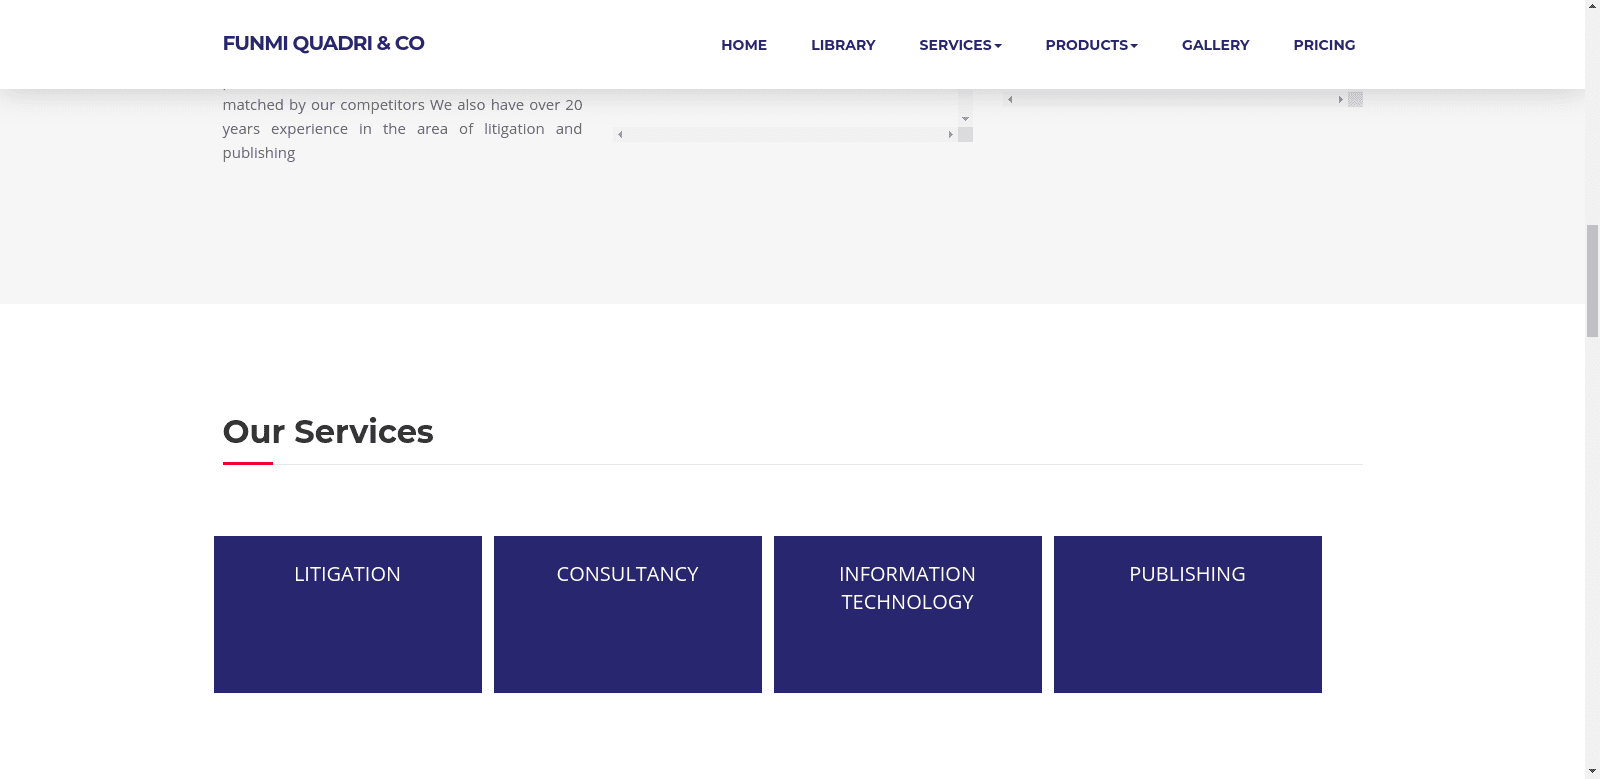 FUNMI QUADRI & CO
HOME LIBRARY SERVICES PRODUCTS GALLERY PRICING
matched by our competitors We also have over 20
years experience in the area of litigation and
publishing
Our Services
LITIGATION
CONSULTANCY
INFORMATION
TECHNOLOGY
PUBLISHING